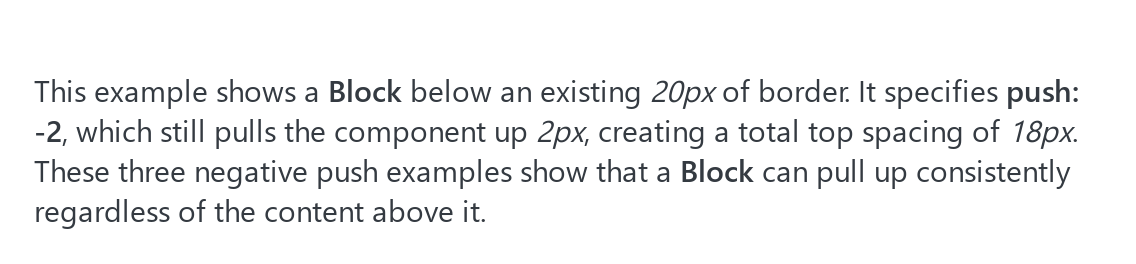 This example shows a Block below an existing 20px of border. It specifies push:
-2, which still pulls the component up 2px, creating a total top spacing of 18px.
These three negative push examples show that a Block can pull up consistently
regardless of the content above it.